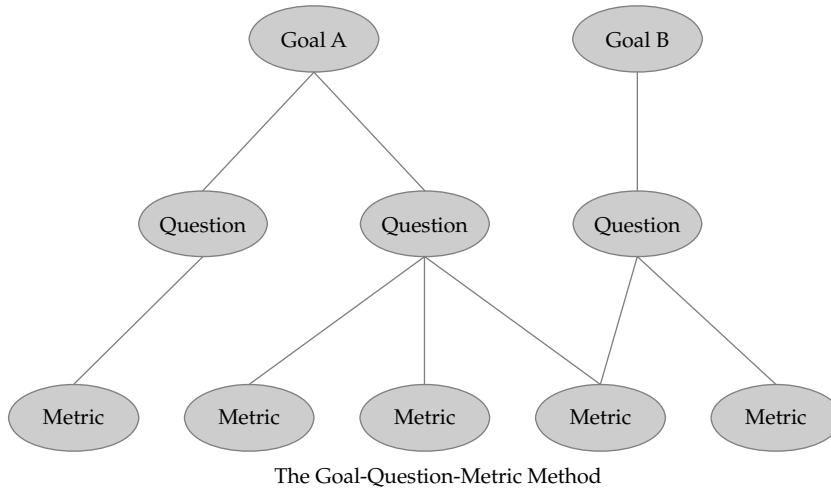 Goal A
Goal B
Question
Question
Question
Metric
Metric
Metric
Metric
Metric
The Goal-Question-Metric Method